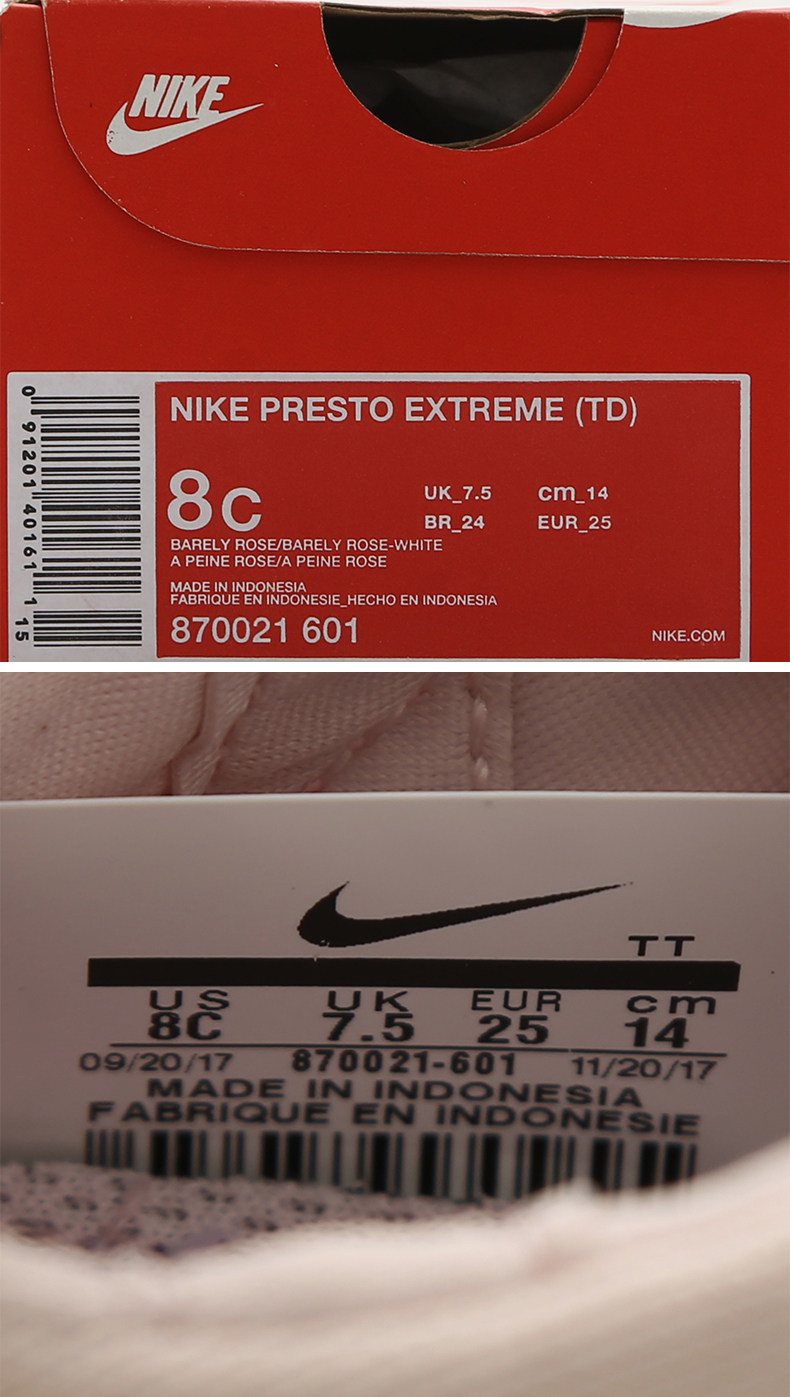 NIKE
NIKE PRESTO EXTREME (TD)
8C
UK_7.5 cm_14
BR_24 EUR_25
BARELY ROSE/BARELY ROSE-WHITE
A PEINE ROSE/A PEINE ROSE
MADE IN INDONESIA
FABRIQUE EN INDONESIE_HECHO EN INDONESIA
870021 601
NIKE.COM
0 91201 40161 1 15
TT
US UK EUR cm
8C 7.5 25 14
09/20/17 870021-601 11/20/17
MADE IN INDONESIA
FABRIQUE EN INDONESIE